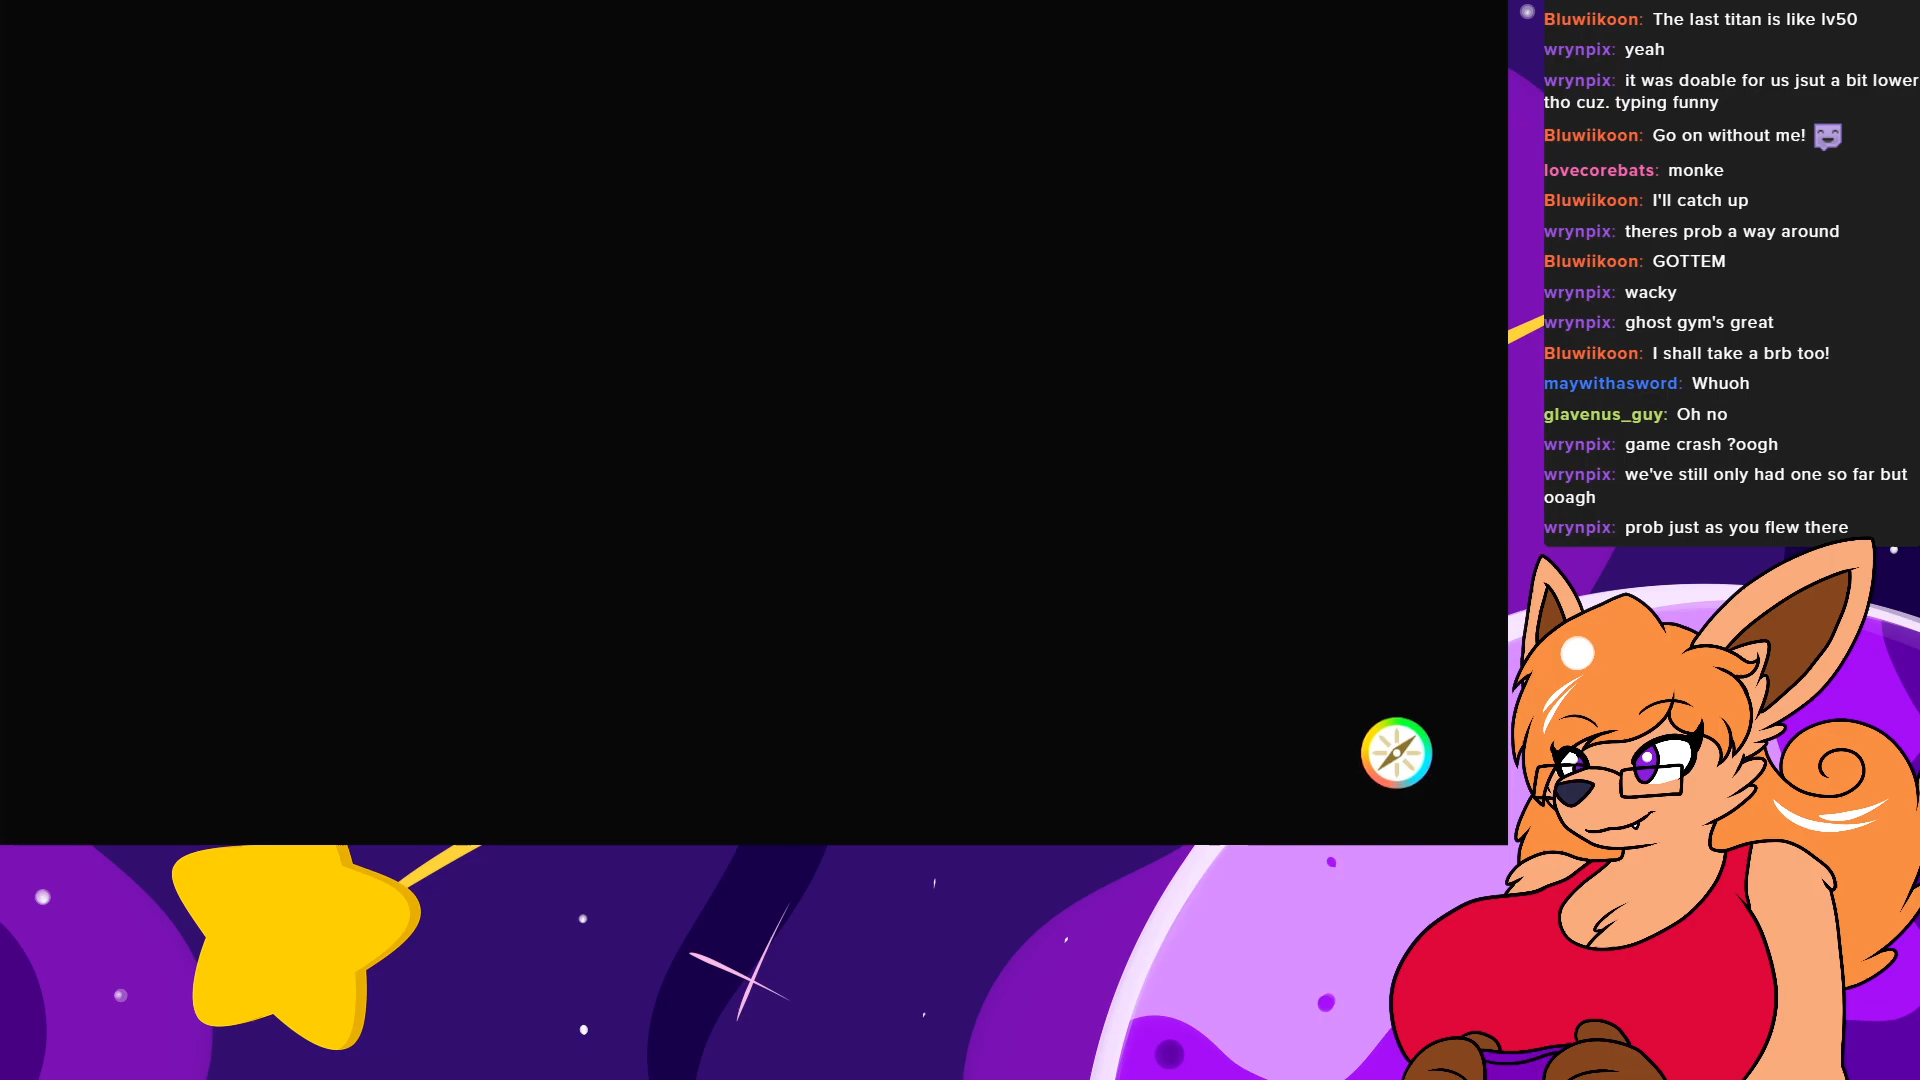 Bluwiikoon: The last titan is like lv50
wrynpix: yeah
wrynpix: it was doable for us jsut a bit lower
tho cuz. typing funny
Bluwiikoon: Go on without me!
lovecorebats: monke
Bluwiikoon: I'll catch up
wrynpix: theres prob a way around
Bluwiikoon: GOTTEM
wrynpix: wacky
wrynpix: ghost gym's great
Bluwiikoon: I shall take a brb too!
maywithasword: Whuoh
glavenus_guy: Oh no
wrynpix: game crash ?oogh
wrynpix: we've still only had one so far but
ooagh
wrynpix: prob just as you flew there